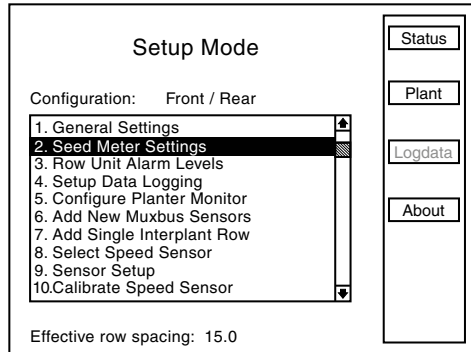 Setup Mode
Configuration: Front / Rear
1. General Settings
2. Seed Meter Settings
3. Row Unit Alarm Levels
4. Setup Data Logging
5. Configure Planter Monitor
6. Add New Muxbus Sensors
7. Add Single Interplant Row
8. Select Speed Sensor
9. Sensor Setup
10.Calibrate Speed Sensor
Effective row spacing: 15.0
Status
Plant
Logdata
About